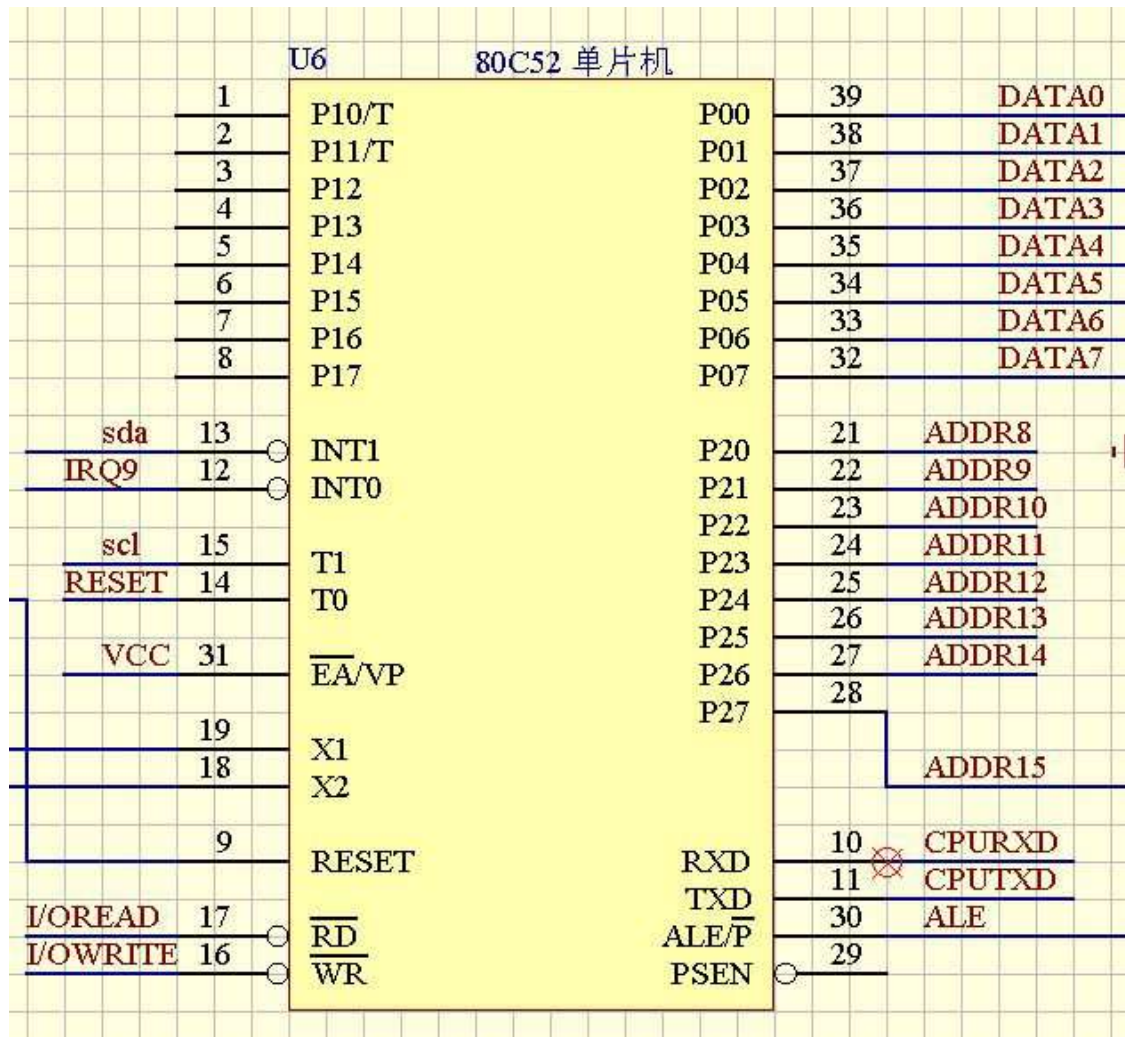 U6 80C52 单片机
1 P10/T P00 39 DATA0
2 P11/T P01 38 DATA1
3 P12 P02 37 DATA2
4 P13 P03 36 DATA3
5 P14 P04 35 DATA4
6 P15 P05 34 DATA5
7 P16 P06 33 DATA6
8 P17 P07 32 DATA7
sda 13 INT1 P20 21 ADDR8
IRQ9 12 INT0 P21 22 ADDR9
P22 23 ADDR10
scl 15 T1 P23 24 ADDR11
RESET 14 T0 P24 25 ADDR12
P25 26 ADDR13
VCC 31 EA/VP P26 27 ADDR14
P27 28
19 X1
18 X2 ADDR15
9 RESET RXD 10 CPURXD
TXD 11 CPUTXD
I/OREAD 17 RD ALE/P 30 ALE
I/OWRITE 16 WR PSEN 29